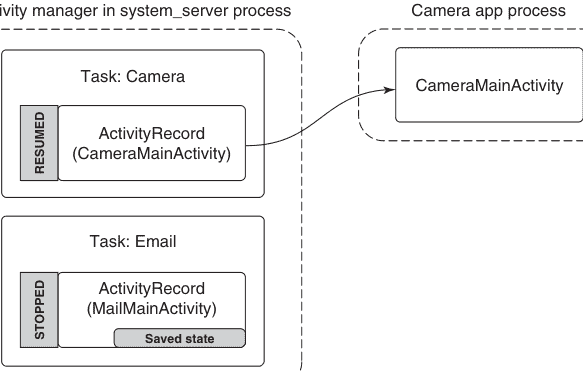 ivity manager in system_server process
Camera app process
Task: Camera
RESUMED
ActivityRecord
(CameraMainActivity)
CameraMainActivity
Task: Email
STOPPED
ActivityRecord
(MailMainActivity)
Saved state